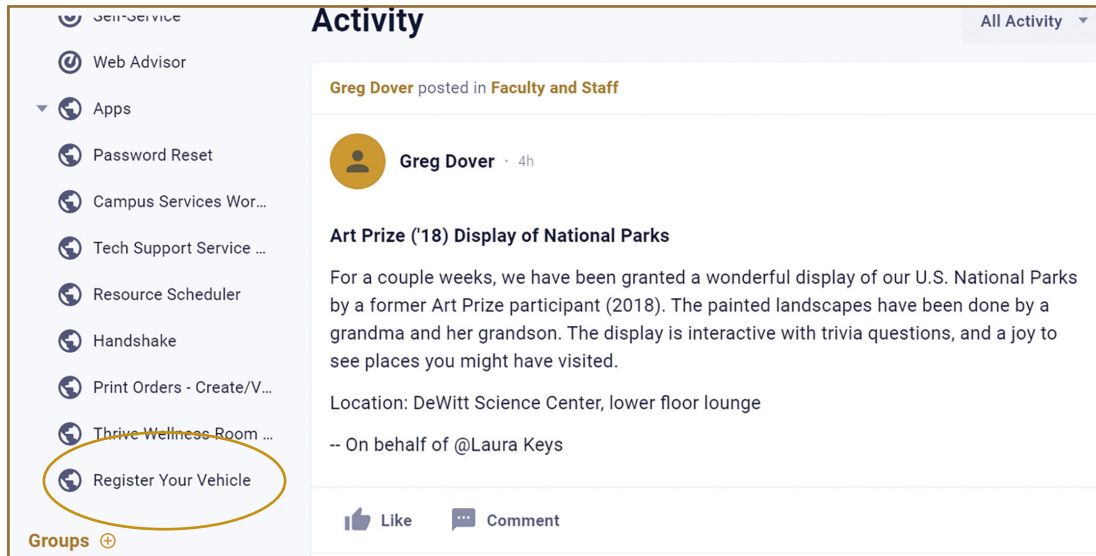 Self-Service
Web Advisor
Apps
Password Reset
Campus Services Wor...
Tech Support Service ...
Resource Scheduler
Handshake
Print Orders - Create/V...
Thrive Wellness Room ...
Register Your Vehicle
Groups
Activity
All Activity
Greg Dover posted in Faculty and Staff
Greg Dover · 4h
Art Prize ('18) Display of National Parks
For a couple weeks, we have been granted a wonderful display of our U.S. National Parks
by a former Art Prize participant (2018). The painted landscapes have been done by a
grandma and her grandson. The display is interactive with trivia questions, and a joy to
see places you might have visited.
Location: DeWitt Science Center, lower floor lounge
-- On behalf of @Laura Keys
Like
Comment